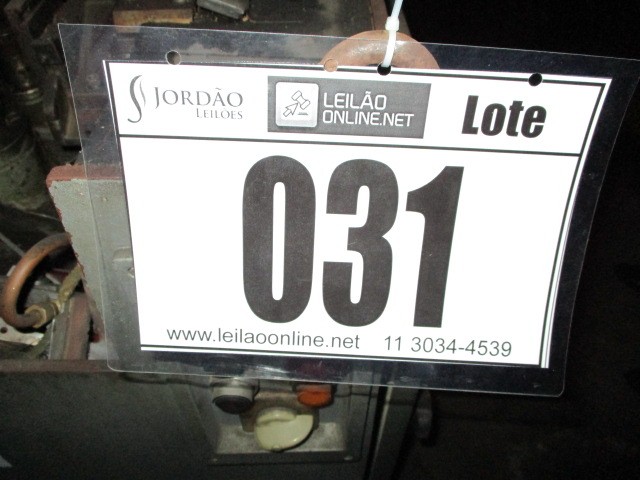 JORDÃO
LEILÕES
LEILÃO
ONLINE.NET
Lote
031
www.leilaoonline.net 11 3034-4539